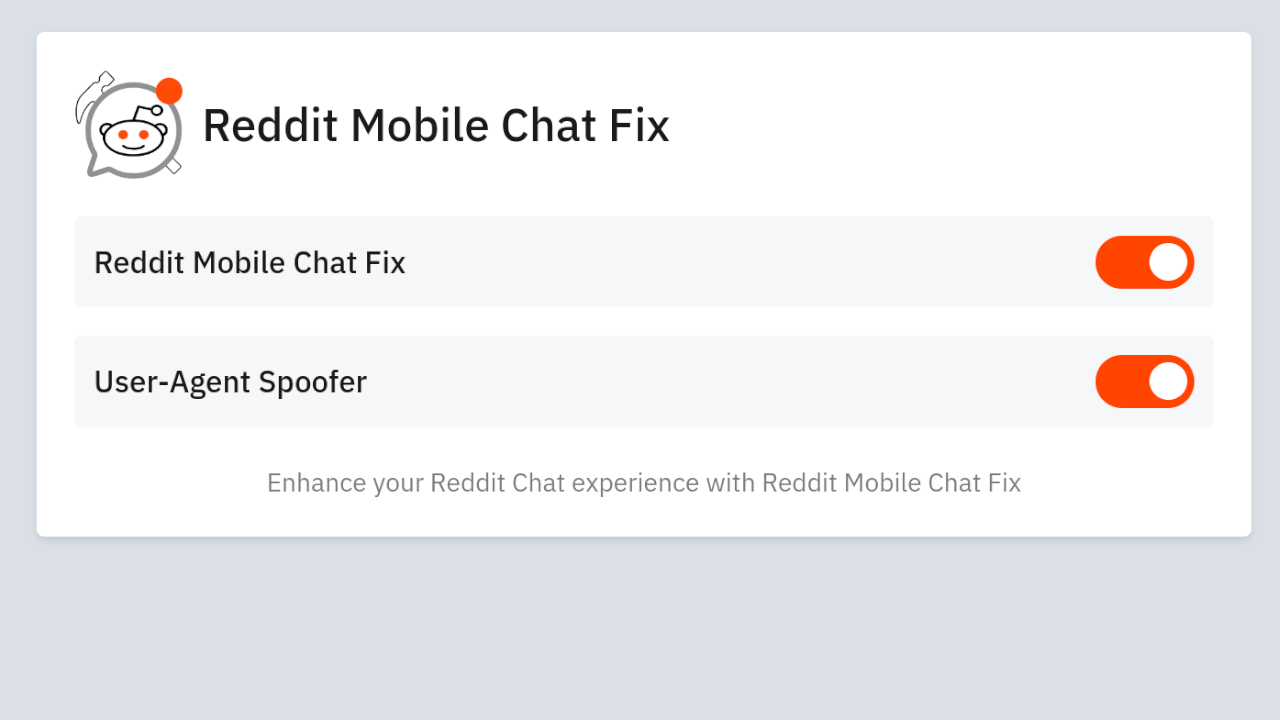 Reddit Mobile Chat Fix
Reddit Mobile Chat Fix
User-Agent Spoofer
Enhance your Reddit Chat experience with Reddit Mobile Chat Fix